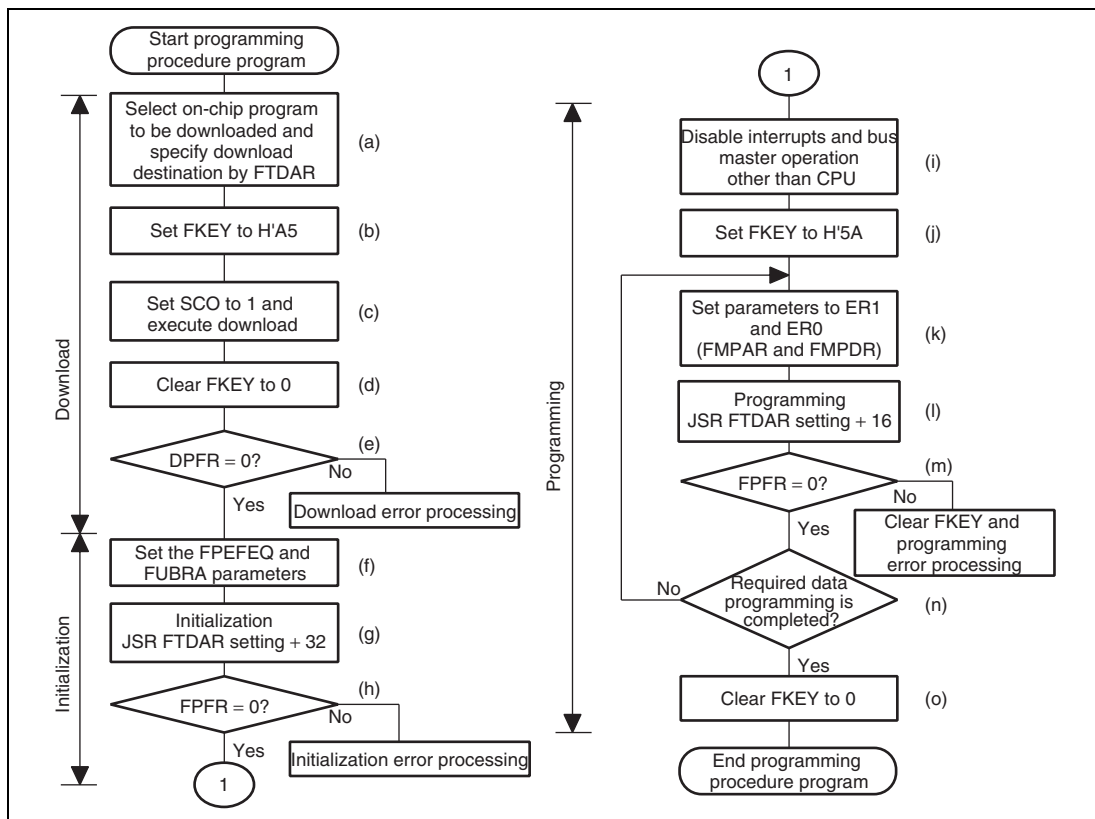 Start programming
procedure program
Select on-chip program
to be downloaded and
specify download
destination by FTDAR
(a)
Set FKEY to H'A5
(b)
Set SCO to 1 and
execute download
(c)
Clear FKEY to 0
(d)
DPFR = 0?
(e)
No
Yes
Download error processing
Download
Set the FPEFEQ and
FUBRA parameters
(f)
Initialization
JSR FTDAR setting + 32
(g)
FPFR = 0?
(h)
No
Yes
Initialization error processing
Initialization
1
1
Disable interrupts and bus
master operation
other than CPU
(i)
Set FKEY to H'5A
(j)
Set parameters to ER1
and ER0
(FMPAR and FMPDR)
(k)
Programming
JSR FTDAR setting + 16
(l)
FPFR = 0?
(m)
No
Yes
Clear FKEY and
programming
error processing
Required data
programming is
completed?
(n)
No
Yes
Clear FKEY to 0
(o)
End programming
procedure program
Programming